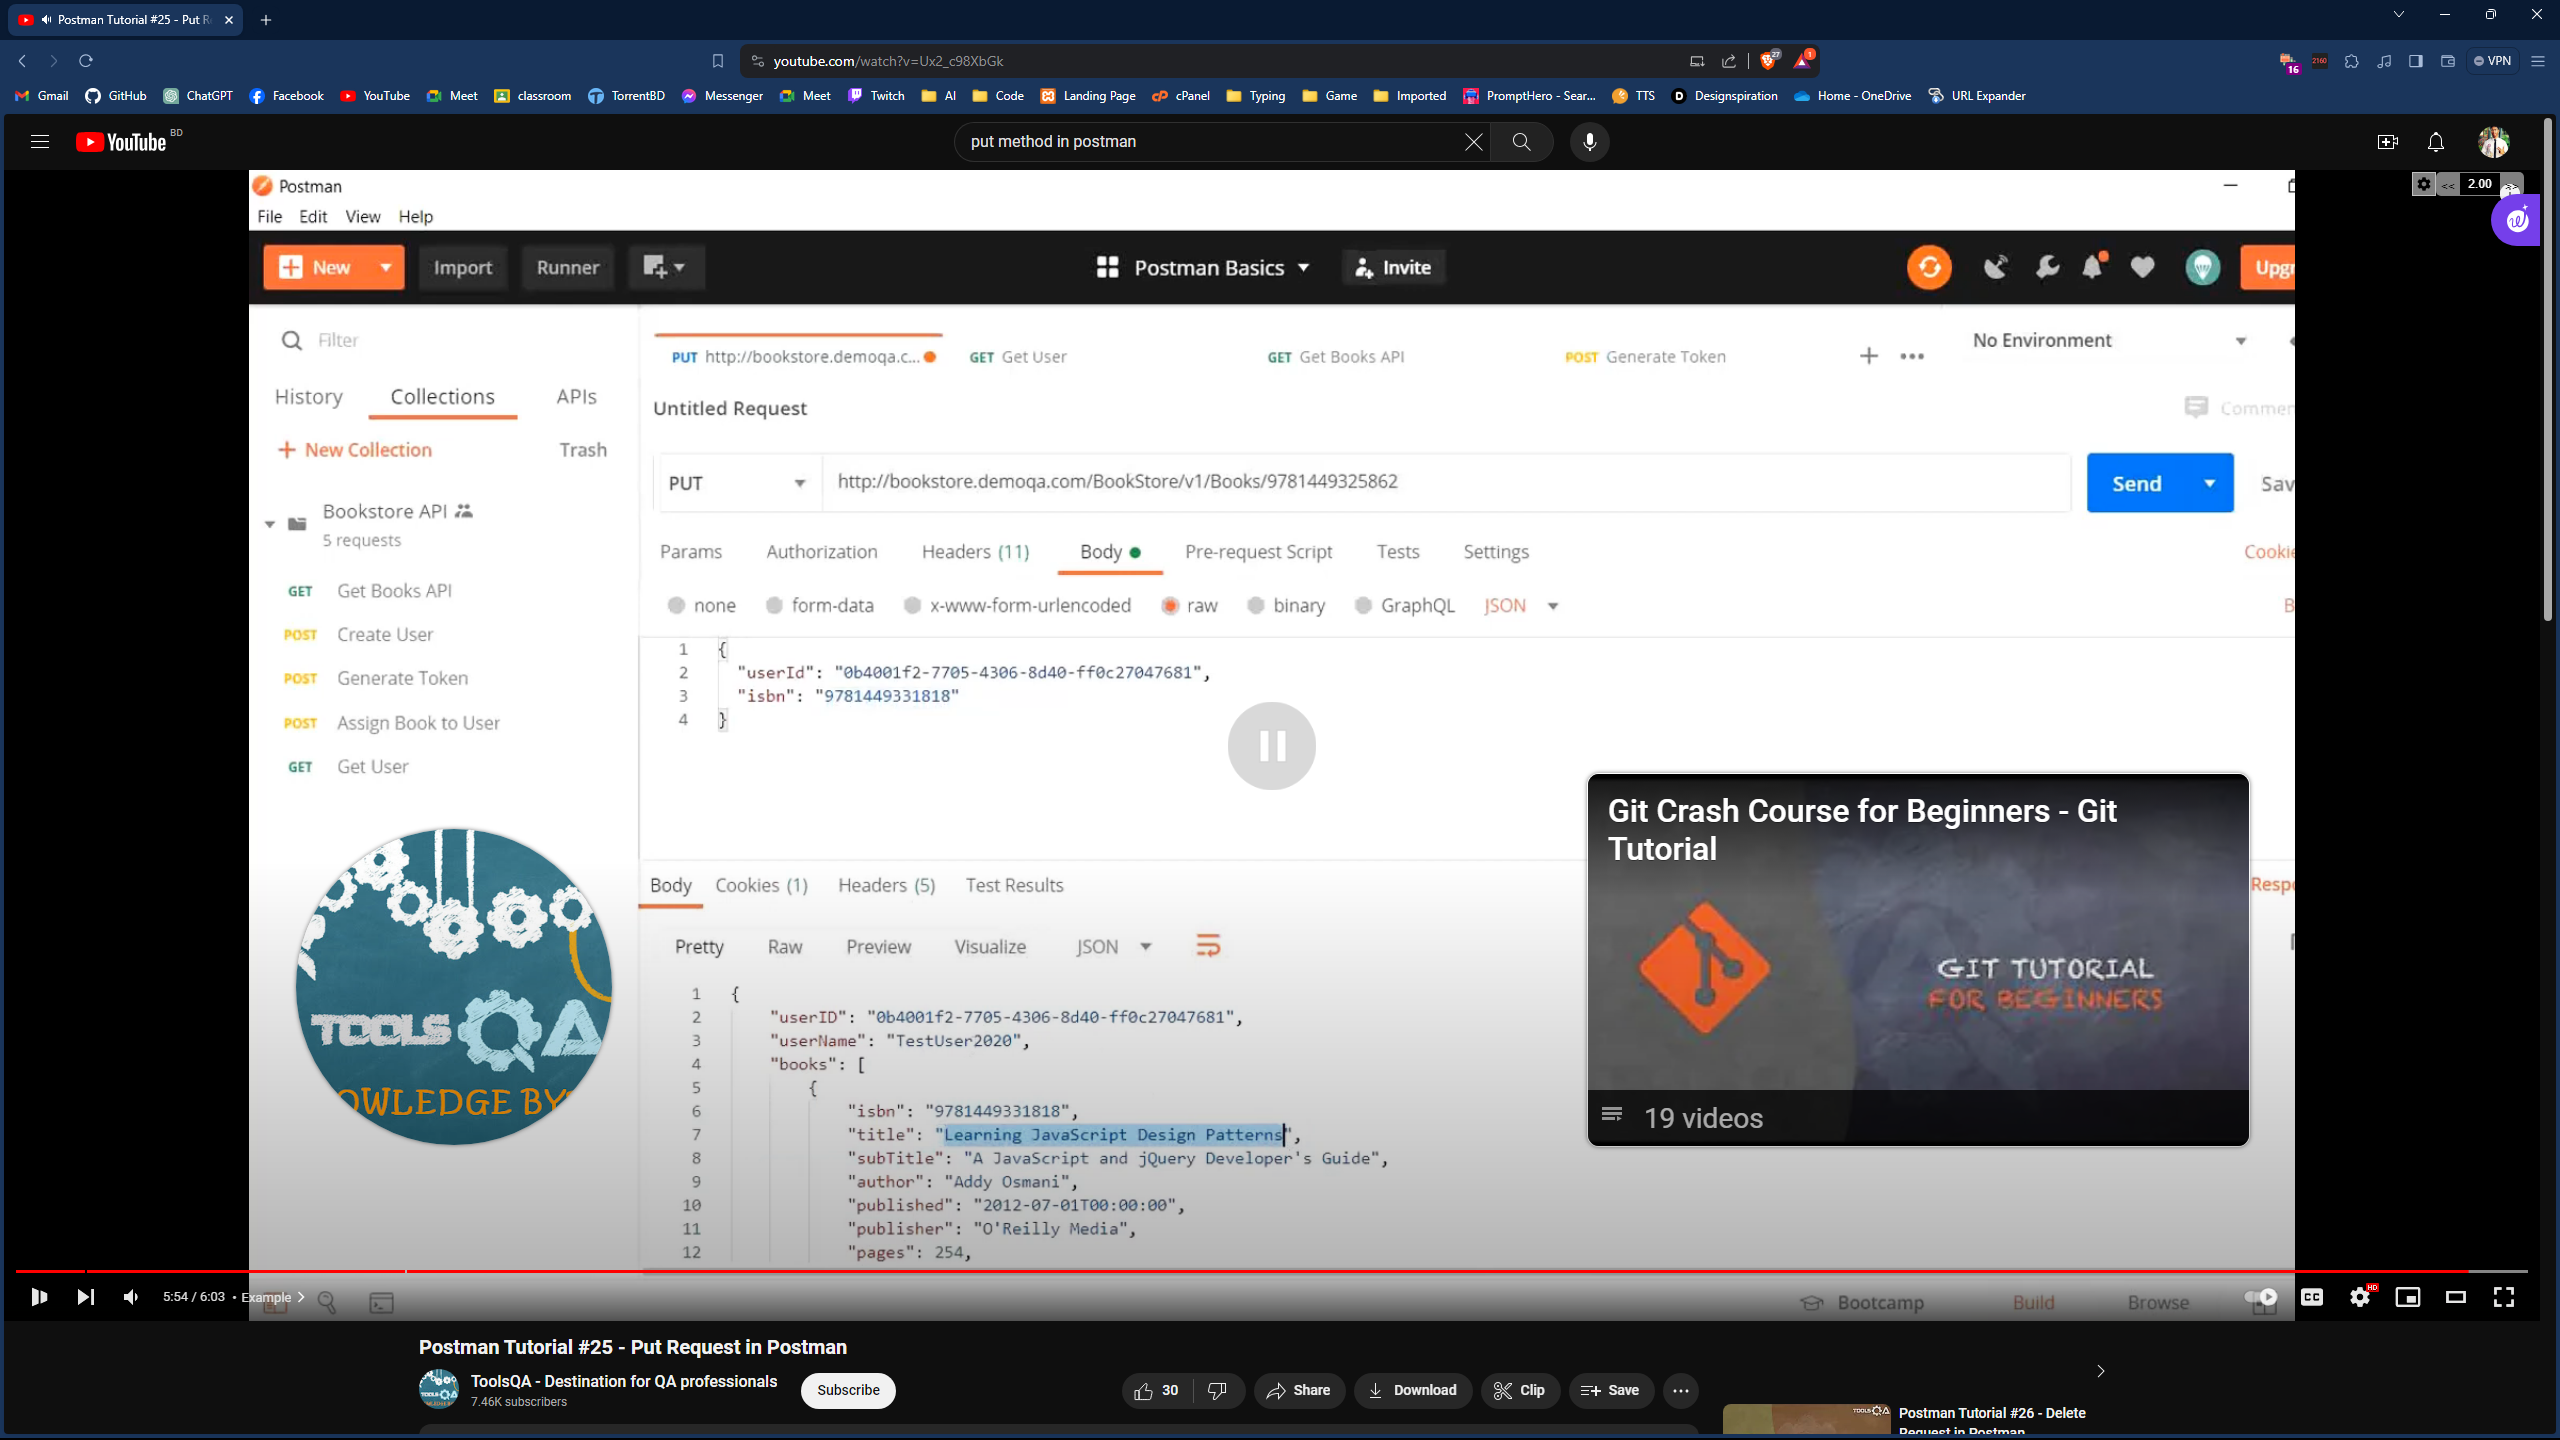 Postman Tutorial #25 - Put R
youtube.com/watch?v=Ux2_c98XbGk
27
1
16
2160
VPN
Gmail GitHub ChatGPT Facebook YouTube Meet classroom TorrentBD Messenger Meet Twitch AI Code Landing Page cPanel Typing Game Imported PromptHero - Sear... TTS Designspiration Home - OneDrive URL Expander
YouTube BD
put method in postman
Postman
<< 2.00 >>
File Edit View Help
New Import Runner Postman Basics Invite Upgr
Filter
PUT http://bookstore.demoqa.c... GET Get User GET Get Books API POST Generate Token
No Environment
History Collections APIs
Untitled Request
Commen
New Collection Trash
PUT http://bookstore.demoqa.com/BookStore/v1/Books/9781449325862 Send Sav
Bookstore API
5 requests
Params Authorization Headers (11) Body Pre-request Script Tests Settings Cookie
none form-data x-www-form-urlencoded raw binary GraphQL JSON B
GET Get Books API
POST Create User
POST Generate Token
POST Assign Book to User
GET Get User
1 {
2 "userId": "0b4001f2-7705-4306-8d40-ff0c27047681",
3 "isbn": "9781449331818"
4 }
Git Crash Course for Beginners - Git
Tutorial
GIT TUTORIAL
FOR BEGINNERS
19 videos
TOOLSQA
OWLEDGE BY
Body Cookies (1) Headers (5) Test Results Respo
Pretty Raw Preview Visualize JSON
1 {
2 "userID": "0b4001f2-7705-4306-8d40-ff0c27047681",
3 "userName": "TestUser2020",
4 "books": [
5 {
6 "isbn": "9781449331818",
7 "title": "Learning JavaScript Design Patterns",
8 "subTitle": "A JavaScript and jQuery Developer's Guide",
9 "author": "Addy Osmani",
10 "published": "2012-07-01T00:00:00",
11 "publisher": "O'Reilly Media",
12 "pages": 254,
5:54 / 6:03 • Example
Bootcamp Build Browse
CC HD
Postman Tutorial #25 - Put Request in Postman
ToolsQA - Destination for QA professionals
7.46K subscribers
Subscribe
30 Share Download Clip Save
TOOLSQA
Postman Tutorial #26 - Delete
Request in Postman